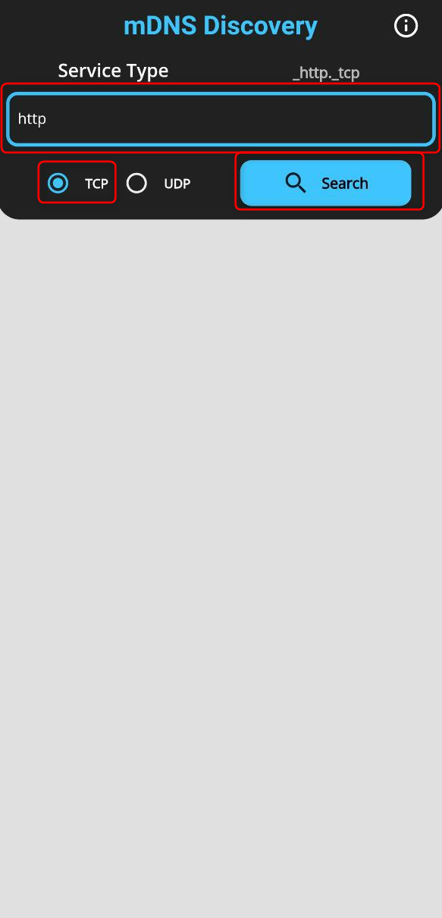 mDNS Discovery
Service Type _http._tcp
http
TCP UDP Search